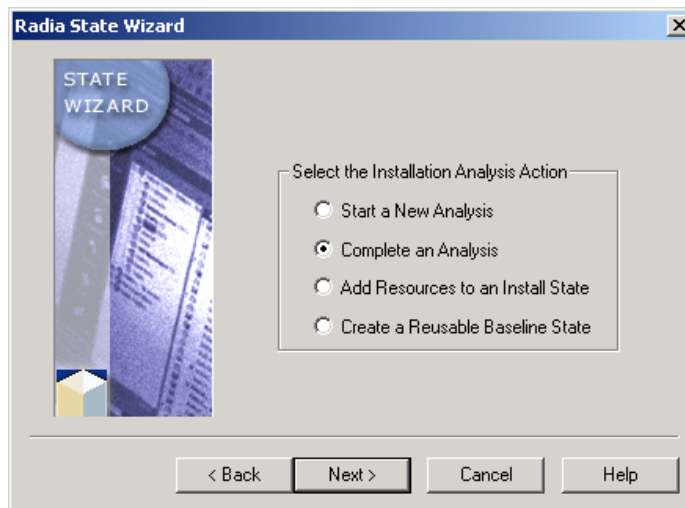 Radia State Wizard
STATE
WIZARD
Select the Installation Analysis Action
Start a New Analysis
Complete an Analysis
Add Resources to an Install State
Create a Reusable Baseline State
< Back
Next >
Cancel
Help